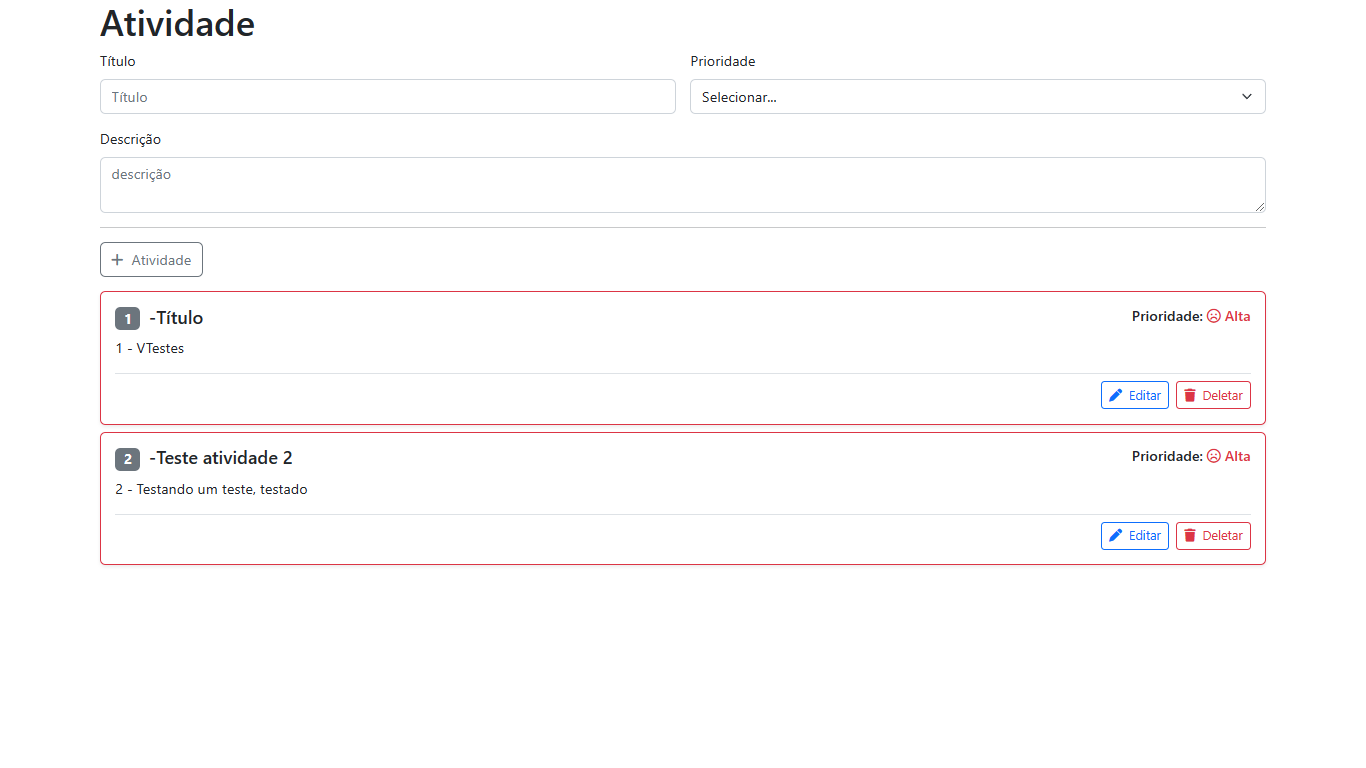 Atividade
Título Prioridade
Título Selecionar...
Descrição
descrição
+ Atividade
1 -Título Prioridade: Alta
1 - VTestes
Editar Deletar
2 -Teste atividade 2 Prioridade: Alta
2 - Testando um teste, testado
Editar Deletar